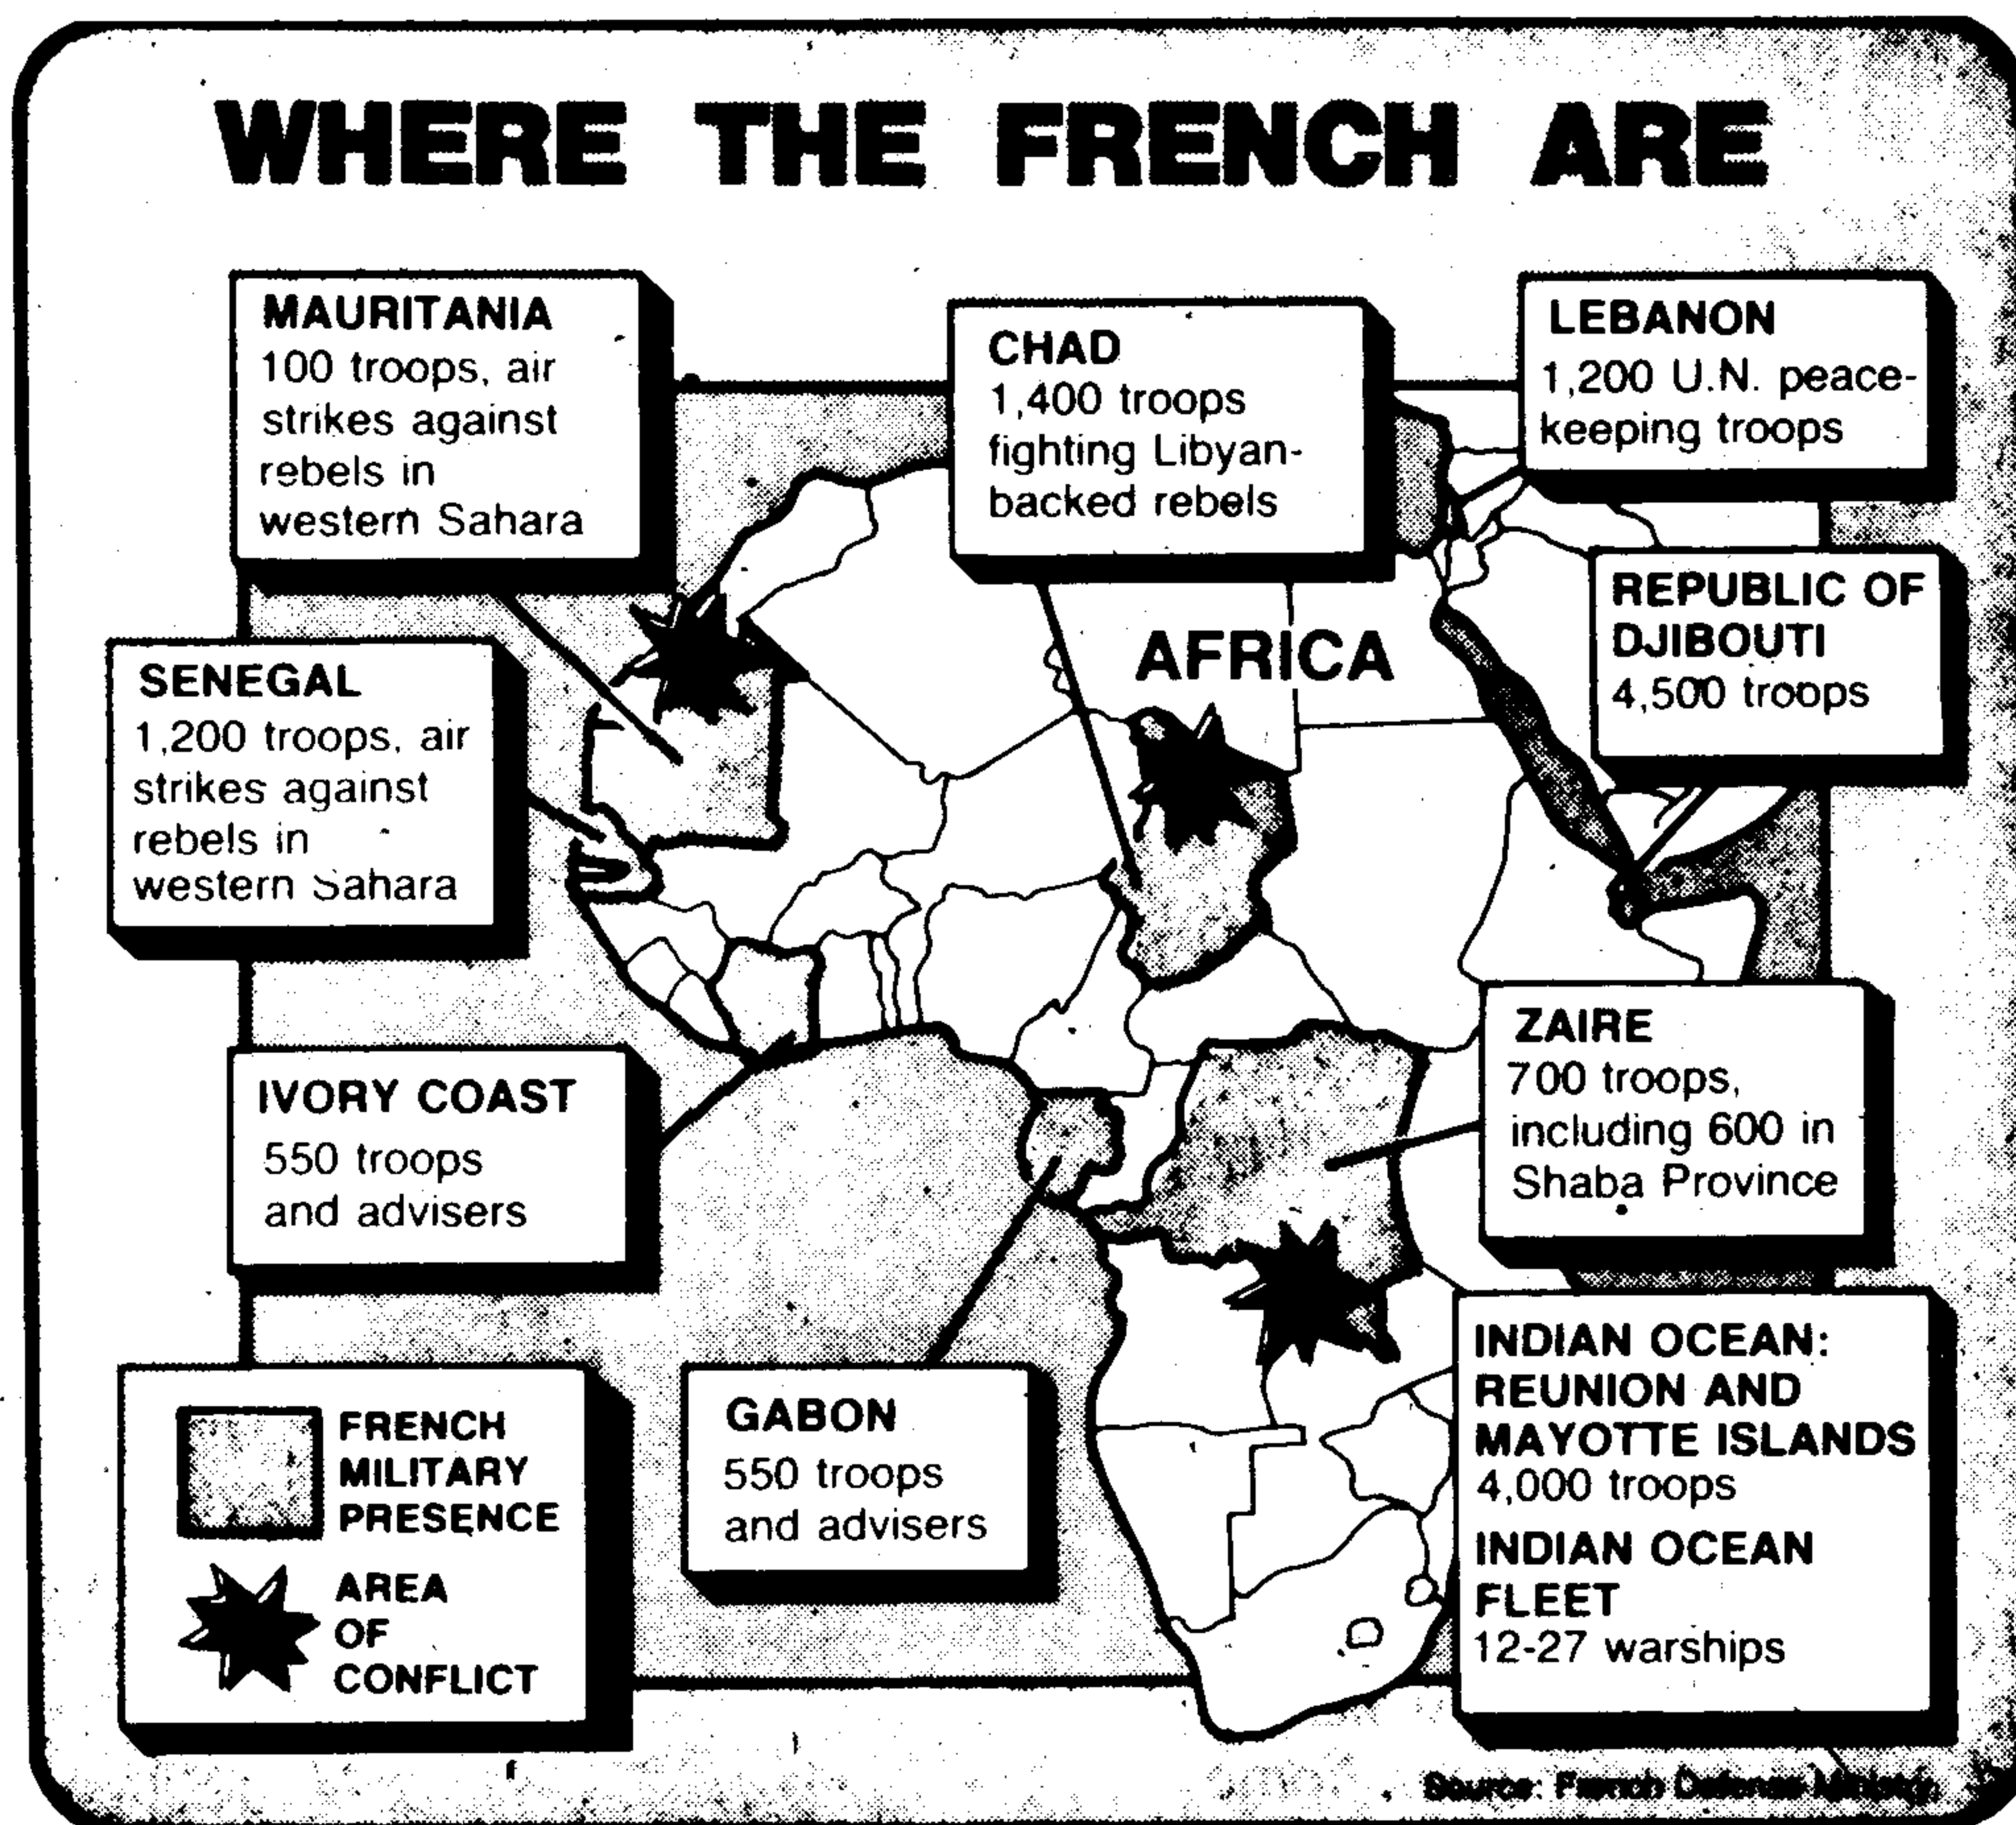 WHERE THE FRENCH ARE
MAURITANIA
100 troops, air
strikes against
rebels in
western Sahara
CHAD
1,400 troops
fighting Libyan-
backed rebels
LEBANON
1,200 U.N. peace-
keeping troops
REPUBLIC OF
DJIBOUTI
4,500 troops
AFRICA
SENEGAL
1,200 troops, air
strikes against
rebels in
western Sahara
IVORY COAST
550 troops
and advisers
ZAIRE
700 troops,
including 600 in
Shaba Province
GABON
550 troops
and advisers
INDIAN OCEAN:
REUNION AND
MAYOTTE ISLANDS
4,000 troops
INDIAN OCEAN
FLEET
12-27 warships
FRENCH
MILITARY
PRESENCE
AREA
OF
CONFLICT
Source: French Defense Ministry